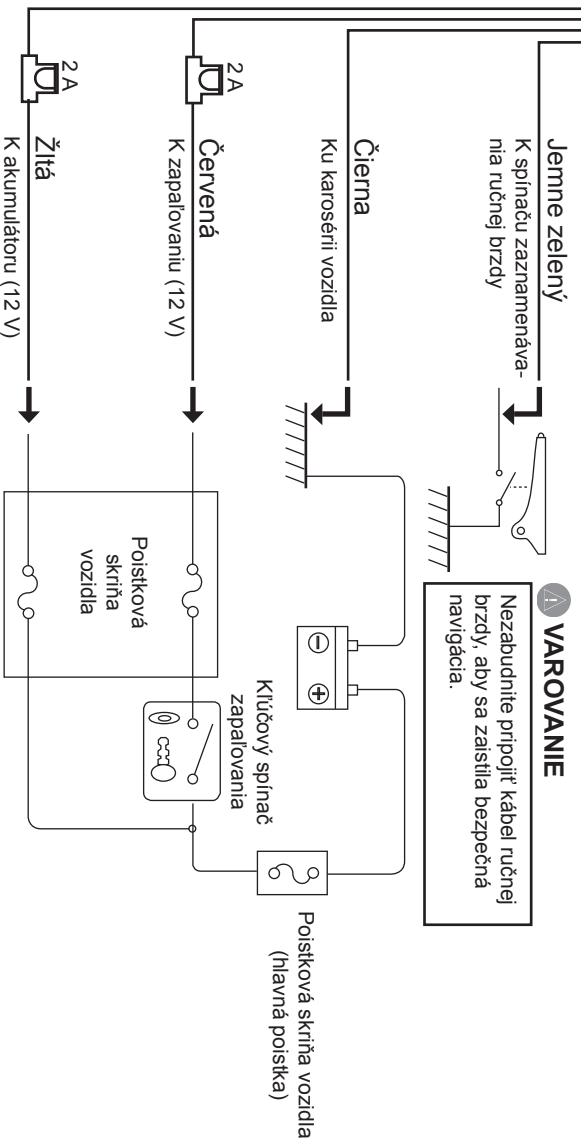 Jemne zelený
K spínaču zaznamenáva-
nia ručnej brzdy
VAROVANIE
Nezabudnite pripojiť kábel ručnej
brzdy, aby sa zaistila bezpečná
navigácia.
Čierna
Ku karosérii vozidla
2 A
Červená
K zapaľovaniu (12 V)
Kľúčový spínač
zapaľovania
Poistková skriňa vozidla
(hlavná poistka)
2 A
Žltá
K akumulátoru (12 V)
Poistková
skriňa
vozidla